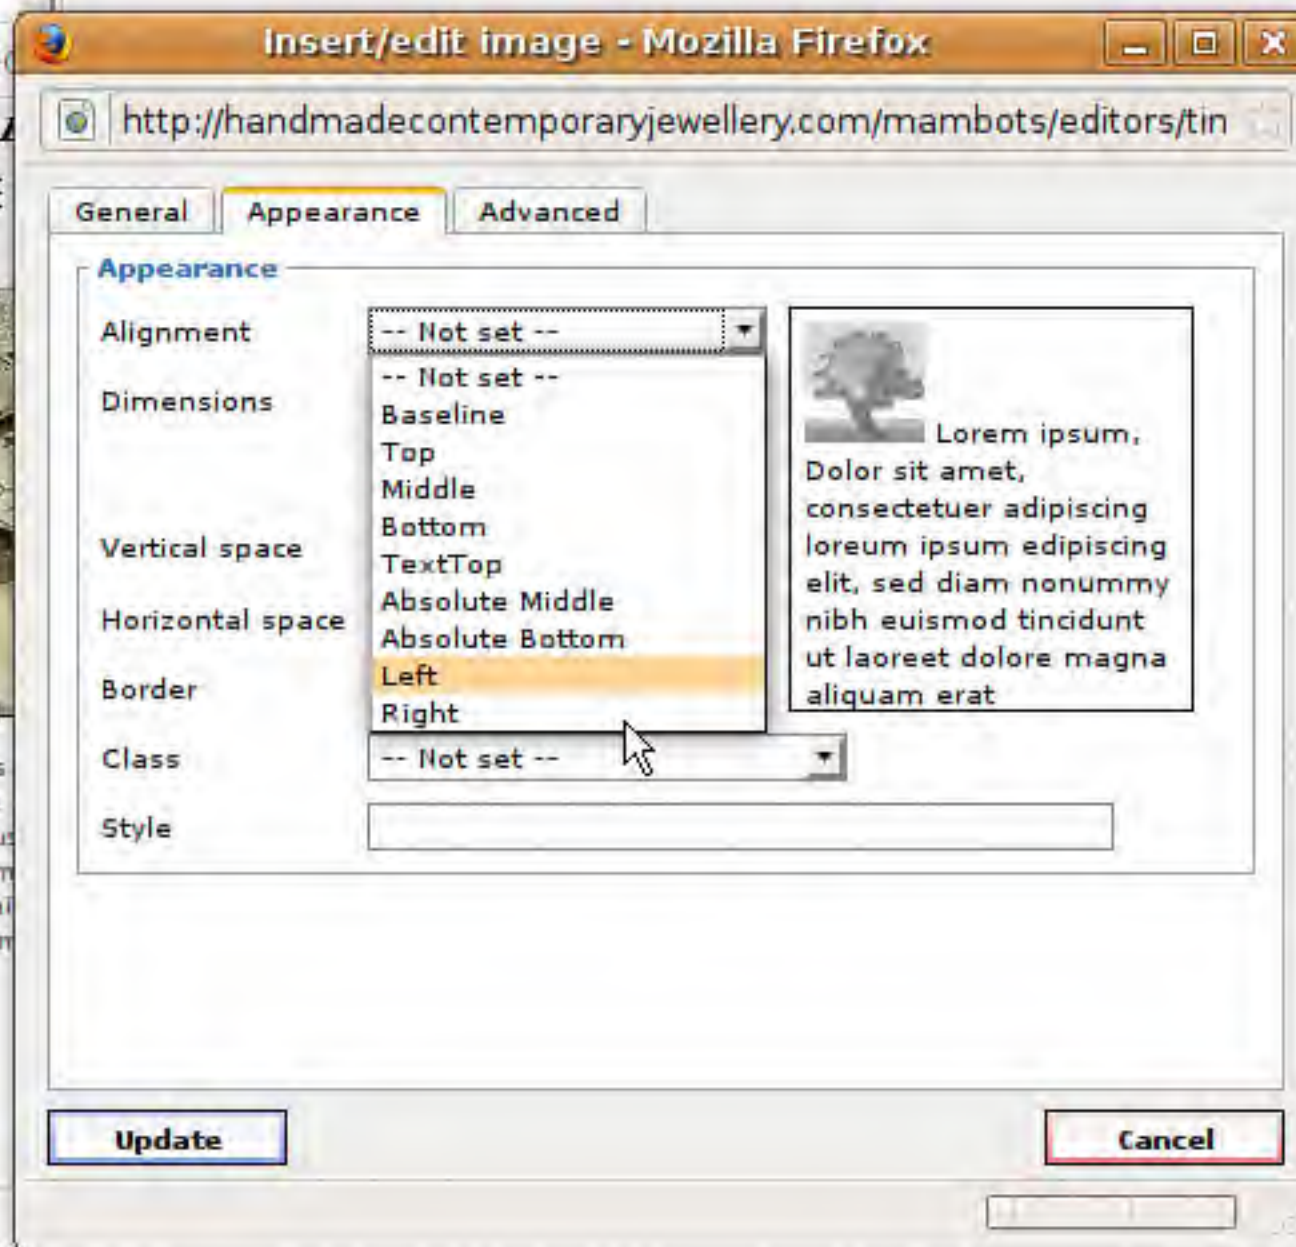 Insert/edit image - Mozilla Firefox
http://handmadecontemporaryjewellery.com/mambots/editors/tin
General
Appearance
Advanced
Appearance
Alignment
-- Not set --
-- Not set --
Baseline
Top
Middle
Bottom
TextTop
Absolute Middle
Absolute Bottom
Left
Right
Dimensions
Vertical space
Horizontal space
Border
Class
-- Not set --
Style
Lorem ipsum,
Dolor sit amet,
consectetuer adipiscing
loreum ipsum edipiscing
elit, sed diam nonummy
nibh euismod tincidunt
ut laoreet dolore magna
aliquam erat
Update
Cancel